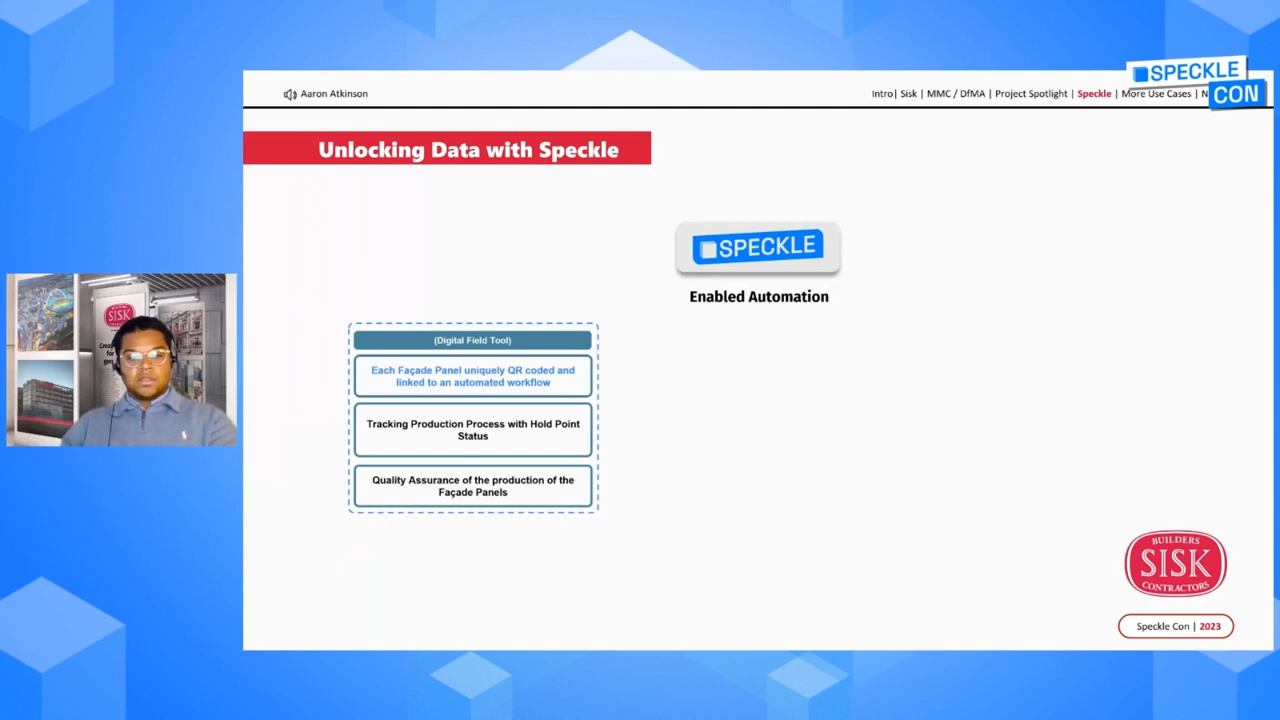 SPECKLE
CON
Aaron Atkinson
Intro| Sisk | MMC / DfMA | Project Spotlight | Speckle | More Use Cases | N
Unlocking Data with Speckle
SPECKLE
Enabled Automation
(Digital Field Tool)
Each Façade Panel uniquely QR coded and
linked to an automated workflow
Tracking Production Process with Hold Point
Status
Quality Assurance of the production of the
Façade Panels
SISK
BUILDERS
SISK
CONTRACTORS
Speckle Con | 2023